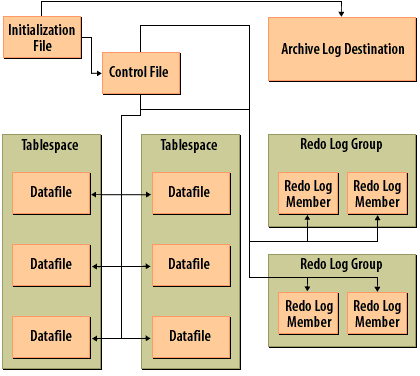 Initialization
File
Archive Log Destination
Control File
Tablespace
Datafile
Datafile
Datafile
Tablespace
Datafile
Datafile
Datafile
Redo Log Group
Redo Log
Member
Redo Log
Member
Redo Log Group
Redo Log
Member
Redo Log
Member